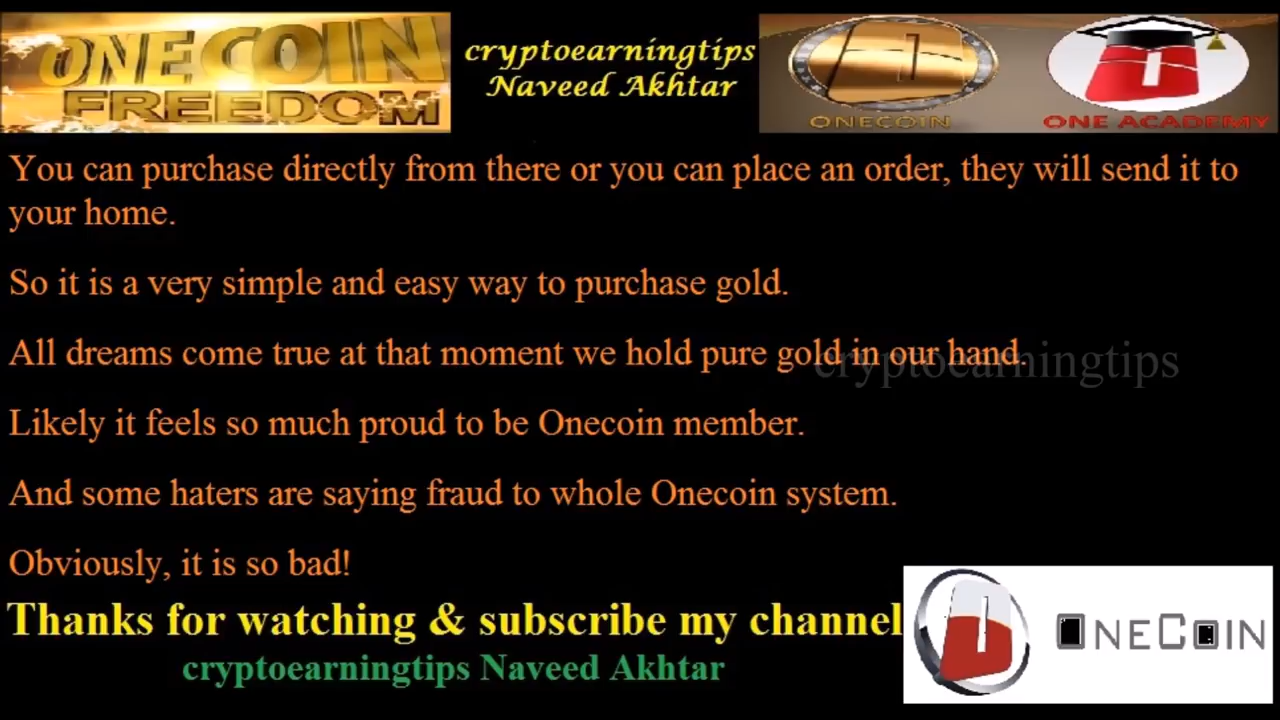 ONE COIN
FREEDOM
cryptoearningtips
Naveed Akhtar
ONECOIN
ONE ACADEMY
You can purchase directly from there or you can place an order, they will send it to
your home.
So it is a very simple and easy way to purchase gold.
All dreams come true at that moment we hold pure gold in our hand.
cryptoearningtips
Likely it feels so much proud to be Onecoin member.
And some haters are saying fraud to whole Onecoin system.
Obviously, it is so bad!
Thanks for watching & subscribe my channel
cryptoearningtips Naveed Akhtar
ONECOIN